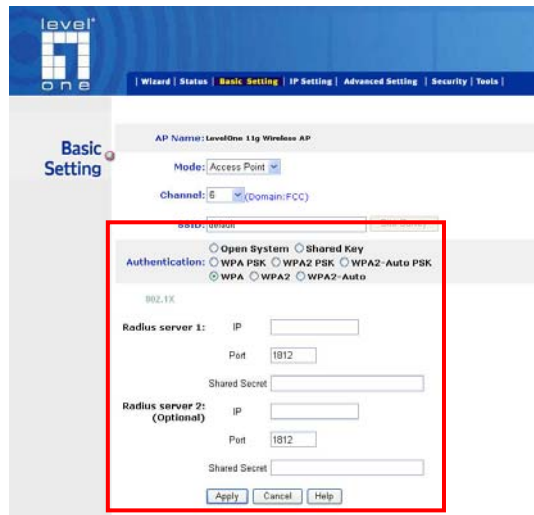 level
one
| Wizard | Status | Basic Setting | IP Setting | Advanced Setting | Security | Tools |
Basic
Setting
AP Name: LevelOne 11g Wireless AP
Mode: Access Point
Channel: 6 (Domain:FCC)
SSID: default
Authentication: Open System Shared Key
WPA PSK WPA2 PSK WPA2-Auto PSK
WPA WPA2 WPA2-Auto
802.1X
Radius server 1: IP
Port 1812
Shared Secret
Radius server 2: IP
(Optional)
Port 1812
Shared Secret
Apply Cancel Help